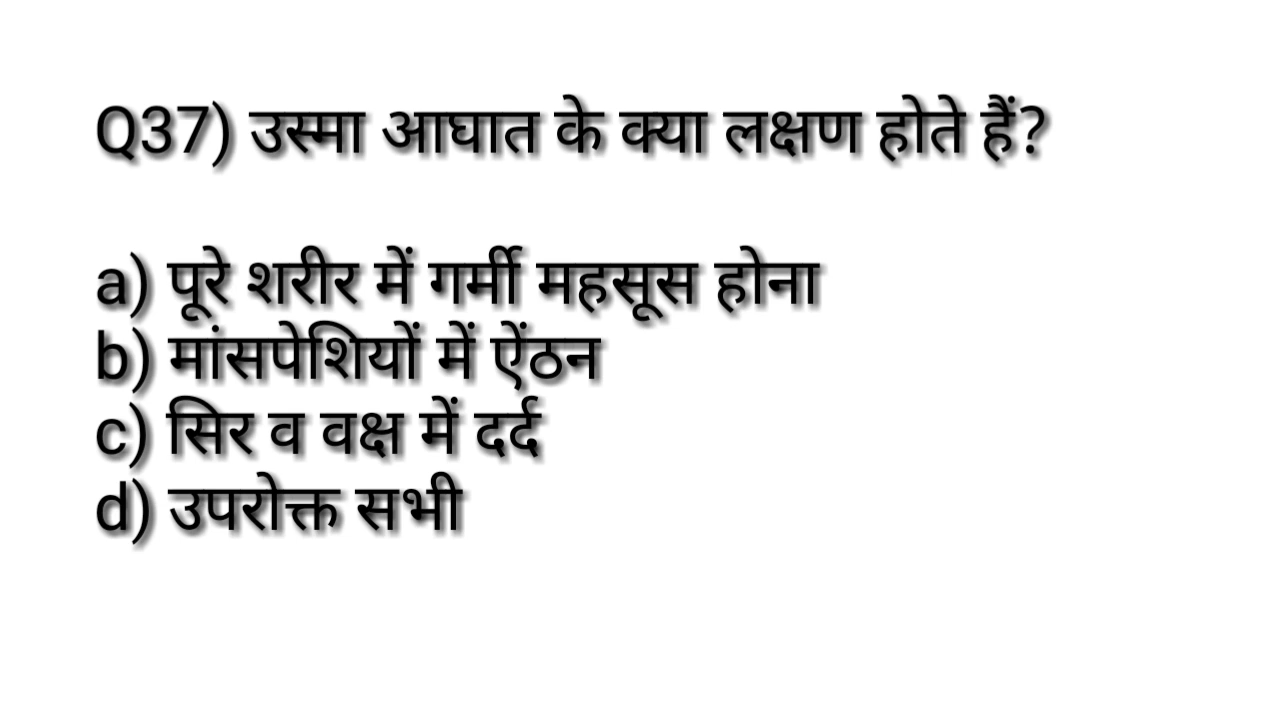 Q37) उस्मा आघात के क्या लक्षण होते हैं?
a) पूरे शरीर में गर्मी महसूस होना
b) मांसपेशियों में ऐंठन
c) सिर व वक्ष में दर्द
d) उपरोक्त सभी